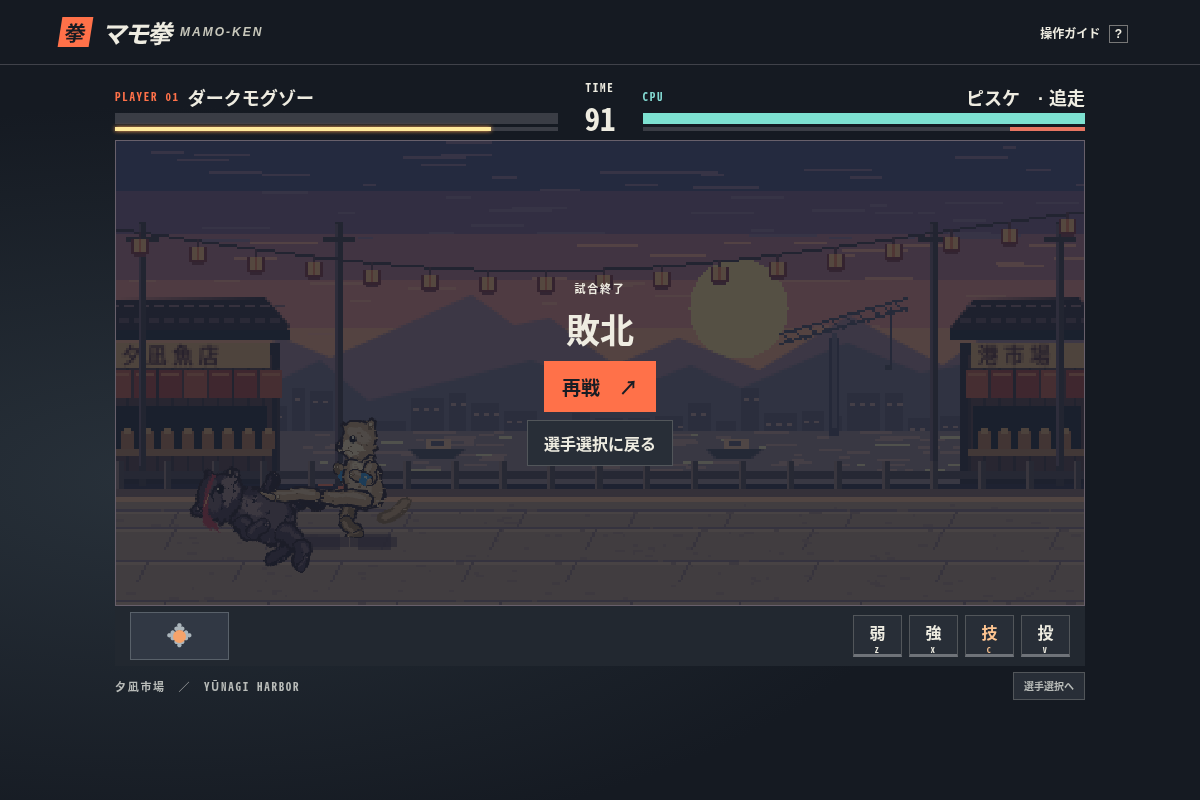 拳 マモ拳 MAMO-KEN
操作ガイド ?
PLAYER 01 ダークモグゾー
TIME
91
CPU
ピスケ ・追走
夕凪魚店
港市場
試合終了
敗北
再戦 ↗
選手選択に戻る
弱 Z
強 X
技 C
投 V
夕凪市場 ／ YŪNAGI HARBOR
選手選択へ